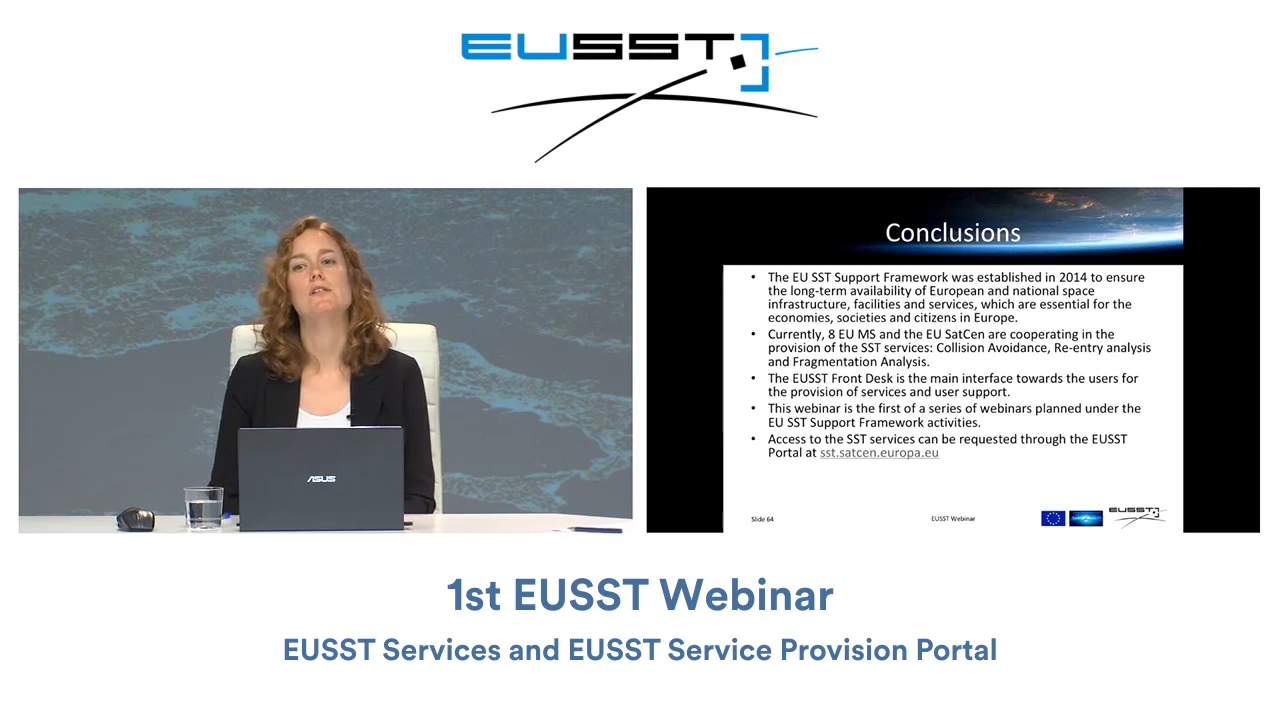 EUSST
Conclusions
• The EU SST Support Framework was established in 2014 to ensure
the long-term availability of European and national space
infrastructure, facilities and services, which are essential for the
economies, societies and citizens in Europe.
• Currently, 8 EU MS and the EU SatCen are cooperating in the
provision of the SST services: Collision Avoidance, Re-entry analysis
and Fragmentation Analysis.
• The EUSST Front Desk is the main interface towards the users for
the provision of services and user support.
• This webinar is the first of a series of webinars planned under the
EU SST Support Framework activities.
• Access to the SST services can be requested through the EUSST
Portal at sst.satcen.europa.eu
Slide 64
EUSST Webinar
EUSST
ASUS
1st EUSST Webinar
EUSST Services and EUSST Service Provision Portal